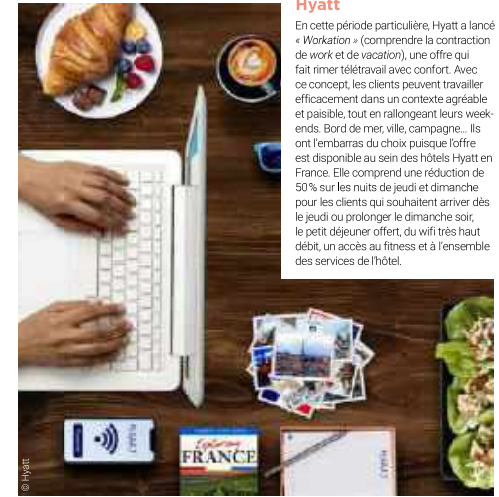 Hyatt
En cette période particulière, Hyatt a lancé
« Workation » (comprendre la contraction
de work et de vacation), une offre qui
fait rimer télétravail avec confort. Avec
ce concept, les clients peuvent travailler
efficacement dans un contexte agréable
et paisible, tout en rallongeant leurs week-
ends. Bord de mer, ville, campagne... Ils
ont l'embarras du choix puisque l'offre
est disponible au sein des hôtels Hyatt en
France. Elle comprend une réduction de
50 % sur les nuits de jeudi et dimanche
pour les clients qui souhaitent arriver dès
le jeudi ou prolonger le dimanche soir,
le petit déjeuner offert, du wifi très haut
débit, un accès au fitness et à l'ensemble
des services de l'hôtel.
Exploring
FRANCE
© Hyatt